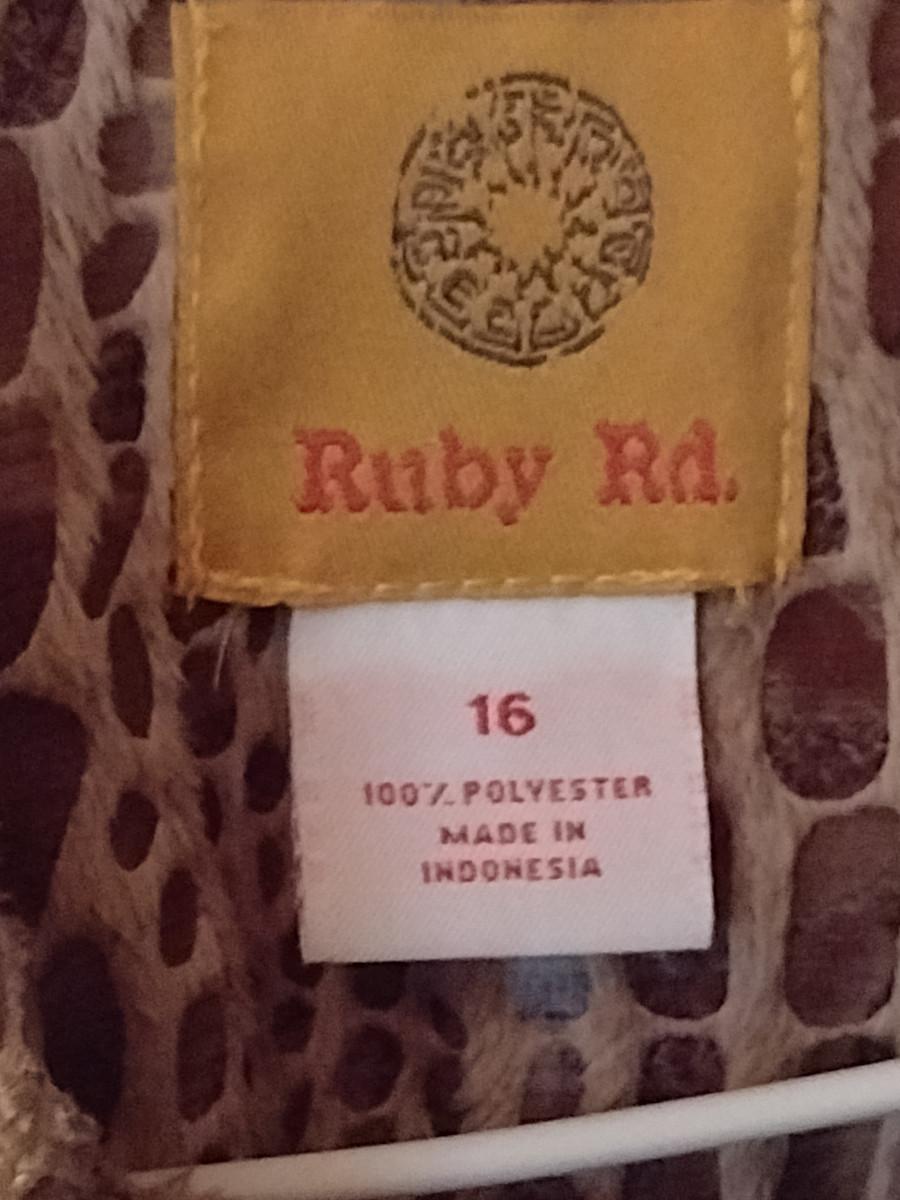 Ruby Rd.
16
100% POLYESTER
MADE IN
INDONESIA